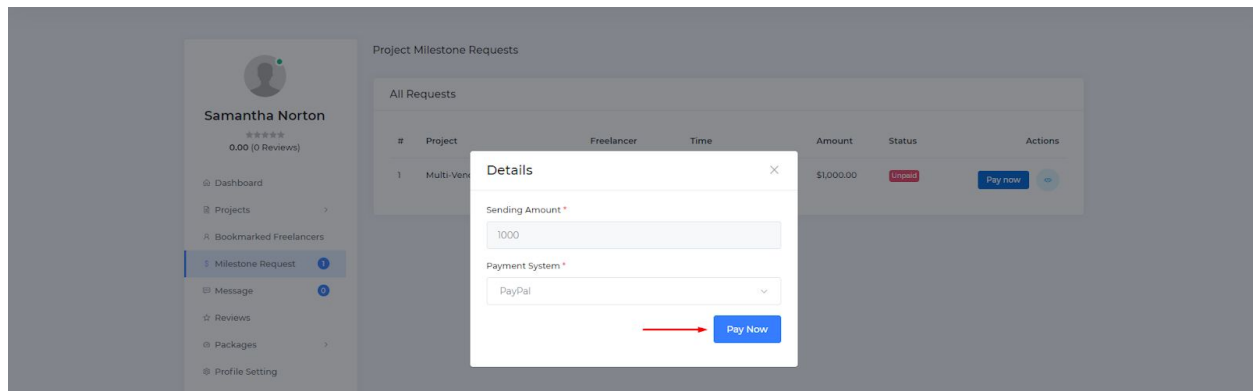 Project Milestone Requests
All Requests
Samantha Norton
0.00 (0 Reviews)
# Project Freelancer Time Amount Status Actions
1 Multi-Vend $1,000.00 Unpaid Pay now
Dashboard
Projects
Bookmarked Freelancers
Milestone Request 1
Message 0
Reviews
Packages
Profile Setting
Details
Sending Amount *
1000
Payment System *
PayPal
Pay Now